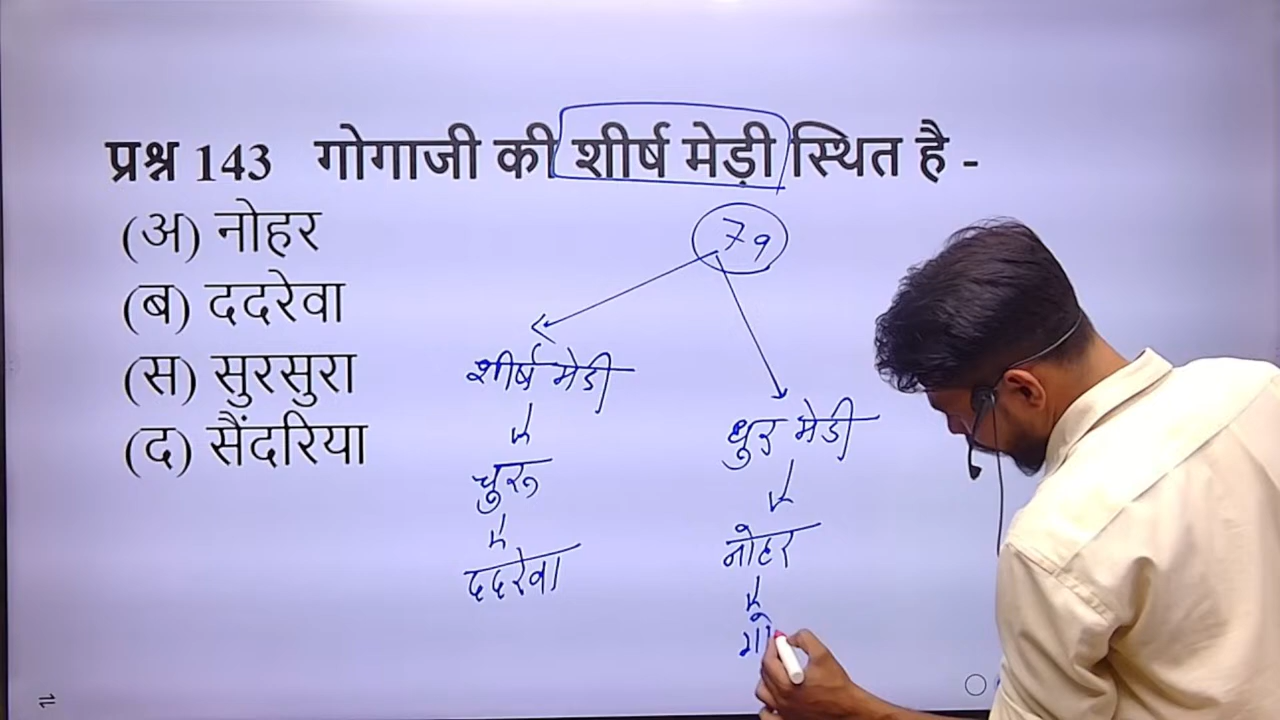 प्रश्न 143 गोगाजी की शीर्ष मेड़ी स्थित है -
(अ) नोहर
(ब) ददरेवा
(स) सुरसुरा
(द) सैंदरिया
शीर्ष मेडी
चुरू
ददरेवा
धुर मेडी
नोहर